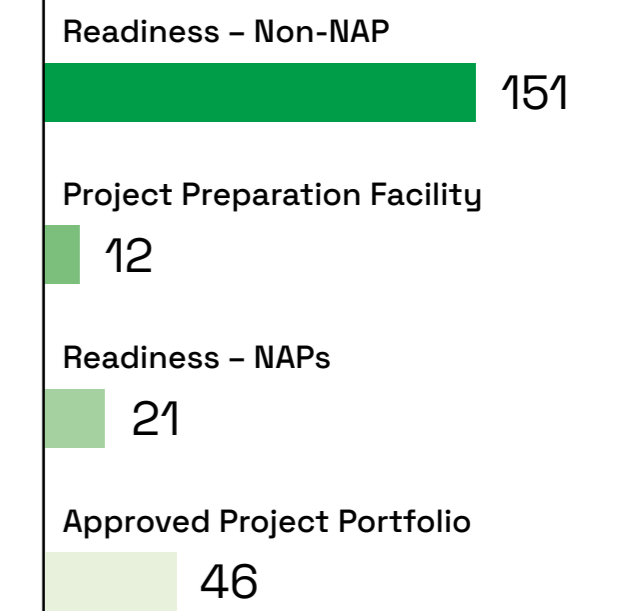 Readiness – Non-NAP
151
Project Preparation Facility
12
Readiness – NAPs
21
Approved Project Portfolio
46